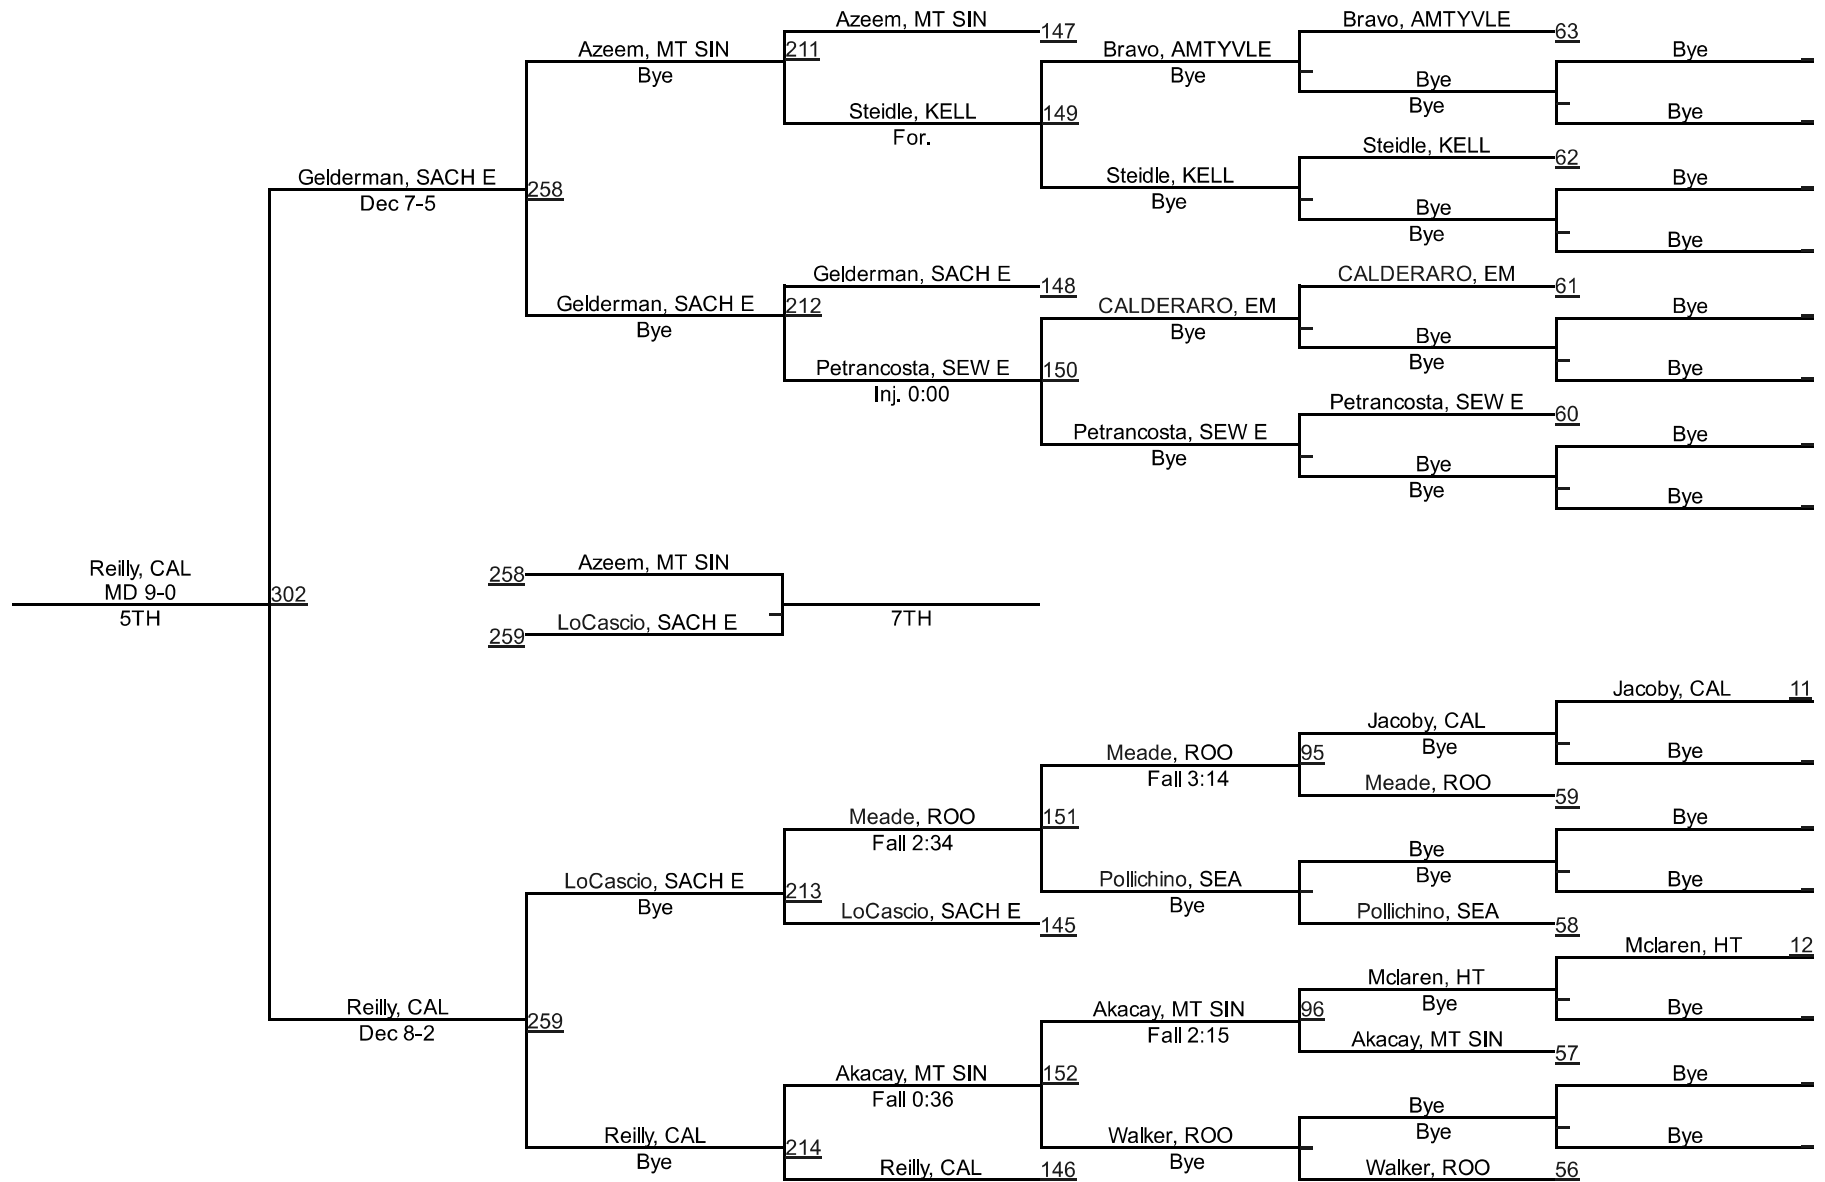 Azeem, MT SIN
147
Bravo, AMTYVLE
63
Azeem, MT SIN
211
Bravo, AMTYVLE
Bye
Bye
Bye
Bye
Bye
Steidle, KELL
149
Bye
Bye
For.
Steidle, KELL
62
Gelderman, SACH E
258
Steidle, KELL
Bye
Dec 7-5
Bye
Bye
Bye
Bye
Gelderman, SACH E
148
CALDERARO, EM
61
Gelderman, SACH E
212
CALDERARO, EM
Bye
Bye
Bye
Bye
Petrancosta, SEW E
150
Bye
Bye
Inj. 0:00
Petrancosta, SEW E
60
Petrancosta, SEW E
Bye
Bye
Bye
Bye
Bye
Azeem, MT SIN
258
Reilly, CAL
MD 9-0
302
5TH
LoCascio, SACH E
259
7TH
Jacoby, CAL
11
Jacoby, CAL
Meade, ROO
95
Bye
Bye
Fall 3:14
Meade, ROO
59
Meade, ROO
151
Bye
Fall 2:34
Bye
LoCascio, SACH E
213
Pollichino, SEA
Bye
Bye
Bye
Bye
LoCascio, SACH E
145
Pollichino, SEA
58
Mclaren, HT
12
Mclaren, HT
Reilly, CAL
259
Akacay, MT SIN
96
Bye
Bye
Dec 8-2
Fall 2:15
Akacay, MT SIN
57
Akacay, MT SIN
152
Bye
Fall 0:36
Bye
Reilly, CAL
214
Walker, ROO
Bye
Bye
Bye
Bye
Reilly, CAL
146
Walker, ROO
56